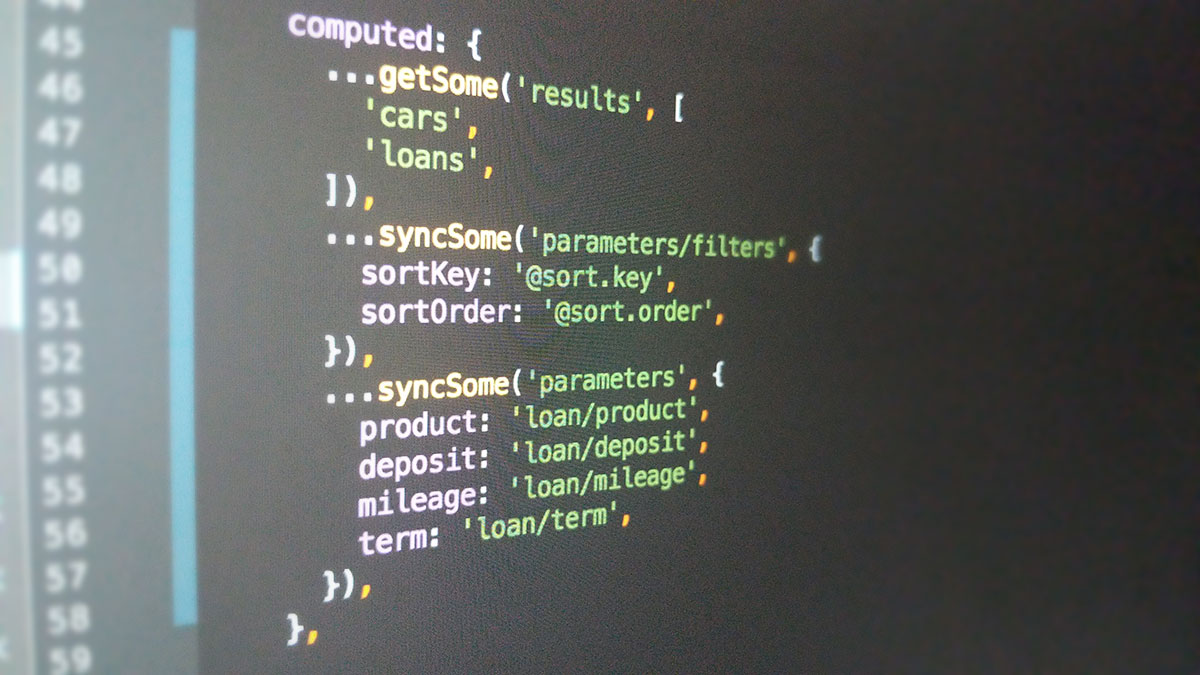 44
45 computed: {
46 ...getSome('results', [
47 'cars',
48 'loans',
49 ]),
50 ...syncSome('parameters/filters', {
51 sortKey: '@sort.key',
52 sortOrder: '@sort.order',
53 }),
54 ...syncSome('parameters', {
55 product: 'loan/product',
56 deposit: 'loan/deposit',
57 mileage: 'loan/mileage',
58 term: 'loan/term',
59 }),
},